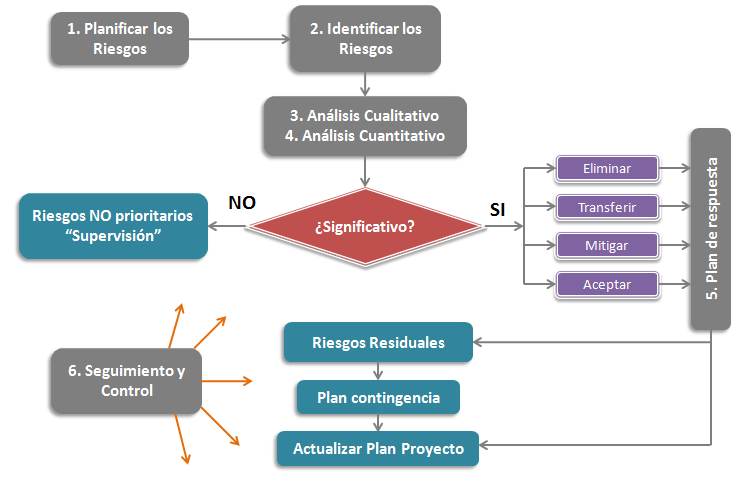 1. Planificar los
Riesgos
2. Identificar los
Riesgos
3. Análisis Cualitativo
4. Análisis Cuantitativo
NO
¿Significativo?
SI
Riesgos NO prioritarios
“Supervisión”
Eliminar
Transferir
Mitigar
Aceptar
5. Plan de respuesta
6. Seguimiento y
Control
Riesgos Residuales
Plan contingencia
Actualizar Plan Proyecto